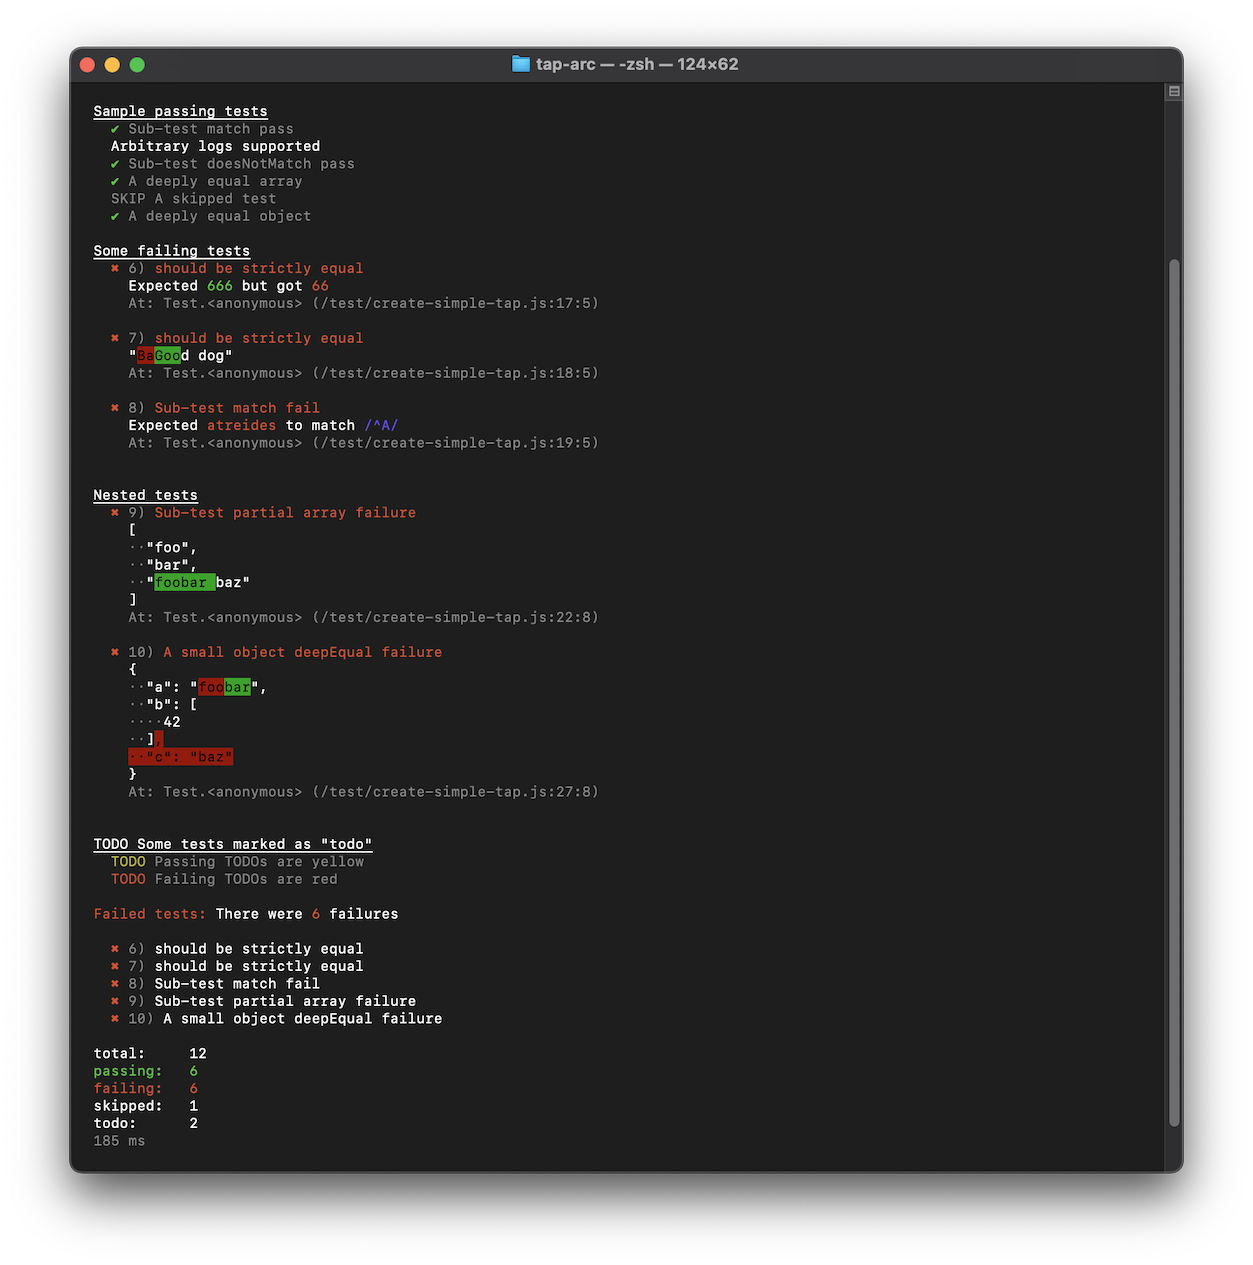 tap-arc — -zsh — 124×62
Sample passing tests
✔ Sub-test match pass
Arbitrary logs supported
✔ Sub-test doesNotMatch pass
✔ A deeply equal array
SKIP A skipped test
✔ A deeply equal object
Some failing tests
✖ 6) should be strictly equal
Expected 666 but got 66
At: Test.<anonymous> (/test/create-simple-tap.js:17:5)
✖ 7) should be strictly equal
"BaGood dog"
At: Test.<anonymous> (/test/create-simple-tap.js:18:5)
✖ 8) Sub-test match fail
Expected atreides to match /^A/
At: Test.<anonymous> (/test/create-simple-tap.js:19:5)
Nested tests
✖ 9) Sub-test partial array failure
[
··"foo",
··"bar",
··"foobar baz"
]
At: Test.<anonymous> (/test/create-simple-tap.js:22:8)
✖ 10) A small object deepEqual failure
{
··"a": "foobar",
··"b": [
····42
··],
··"c": "baz"
}
At: Test.<anonymous> (/test/create-simple-tap.js:27:8)
TODO Some tests marked as "todo"
TODO Passing TODOs are yellow
TODO Failing TODOs are red
Failed tests: There were 6 failures
✖ 6) should be strictly equal
✖ 7) should be strictly equal
✖ 8) Sub-test match fail
✖ 9) Sub-test partial array failure
✖ 10) A small object deepEqual failure
total: 12
passing: 6
failing: 6
skipped: 1
todo: 2
185 ms